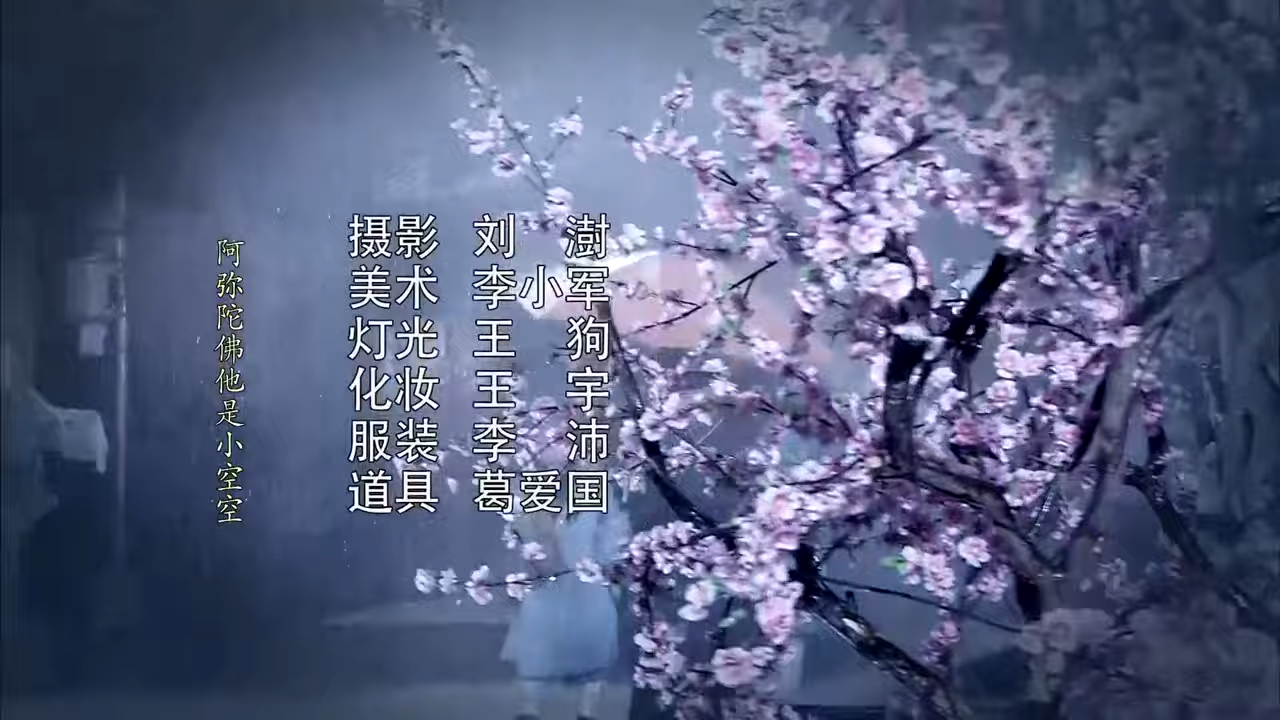 阿弥陀佛他是小空空
摄影 刘 澍
美术 李小军
灯光 王 狗
化妆 王 宇
服装 李 沛
道具 葛爱国